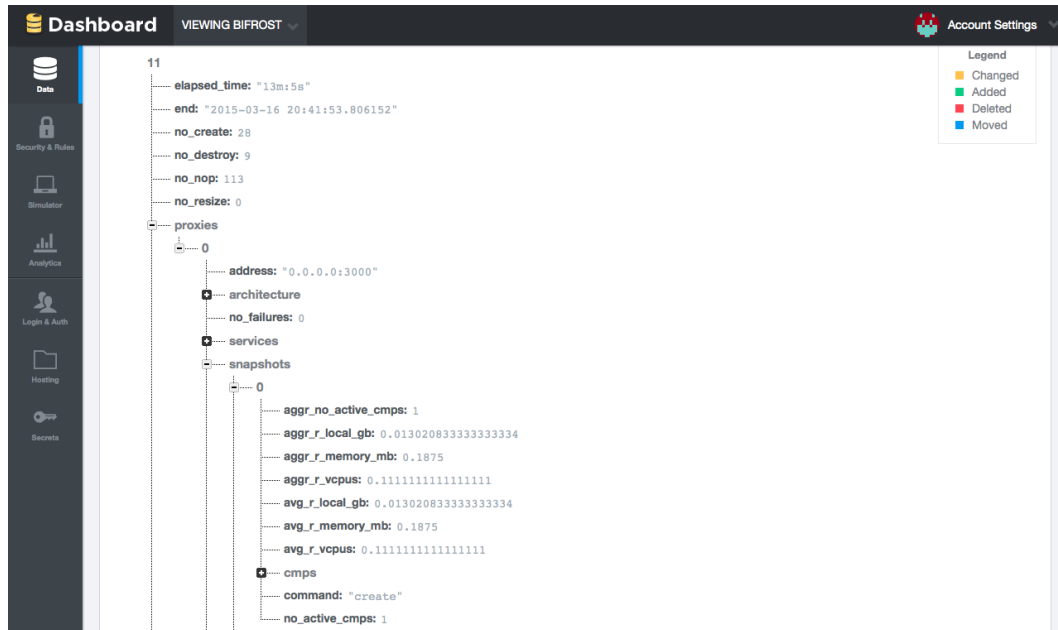 Dashboard VIEWING BIFROST Account Settings
Data
Security & Rules
Simulator
Analytics
Login & Auth
Hosting
Secrets
11
elapsed_time: "13m:5s"
end: "2015-03-16 20:41:53.806152"
no_create: 28
no_destroy: 9
no_nop: 113
no_resize: 0
proxies
0
address: "0.0.0.0:3000"
architecture
no_failures: 0
services
snapshots
0
aggr_no_active_cmps: 1
aggr_r_local_gb: 0.013020833333333334
aggr_r_memory_mb: 0.1875
aggr_r_vcpus: 0.1111111111111111
avg_r_local_gb: 0.013020833333333334
avg_r_memory_mb: 0.1875
avg_r_vcpus: 0.1111111111111111
cmps
command: "create"
no_active_cmps: 1
Legend
Changed
Added
Deleted
Moved